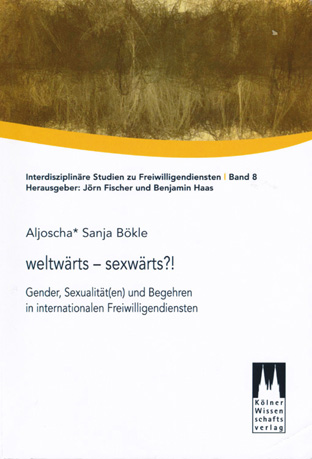 Interdisziplinäre Studien zu Freiwilligendiensten | Band 8
Herausgeber: Jörn Fischer und Benjamin Haas
Aljoscha* Sanja Bökle
weltwärts – sexwärts?!
Gender, Sexualität(en) und Begehren
in internationalen Freiwilligendiensten
Kölner
Wissen
schafts
verlag